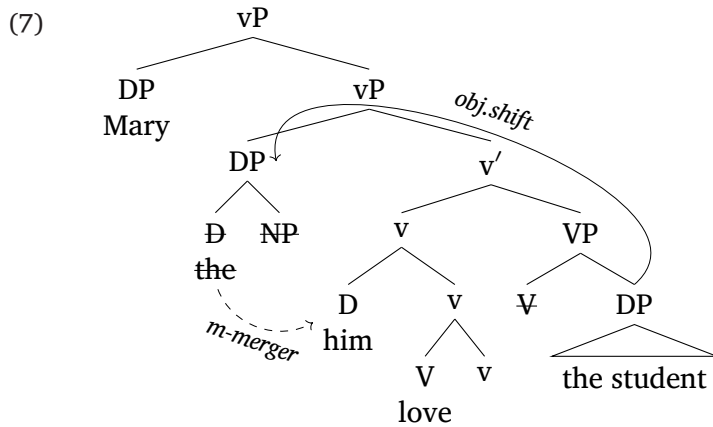 (7)
vP
DP vP
Mary
obj.shift
DP v′
D NP v VP
the
D v V DP
m-merger him
V v the student
love